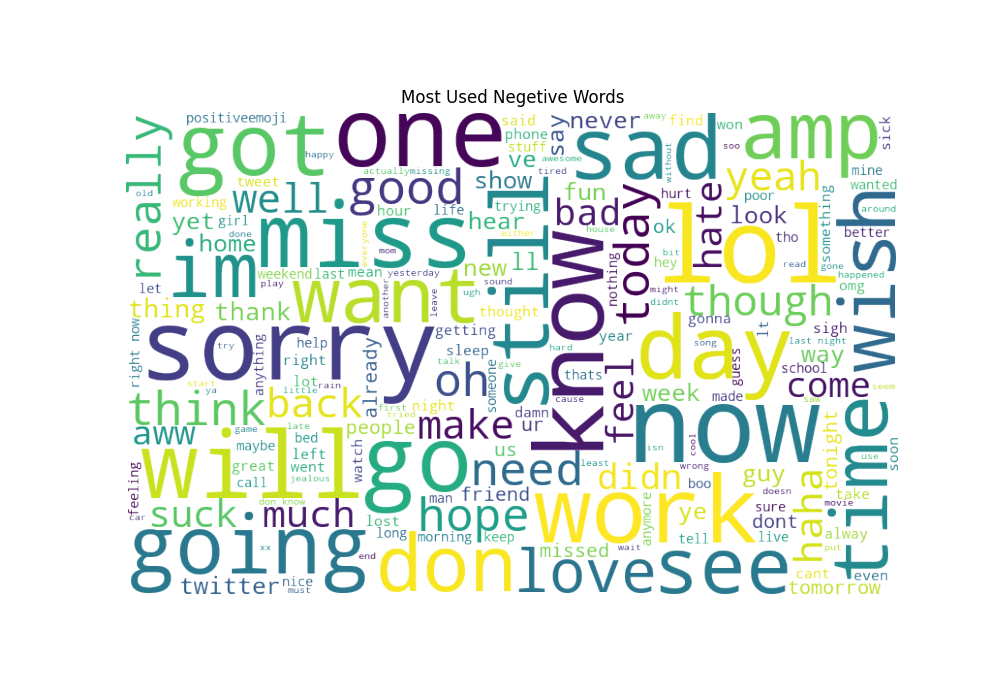 Most Used Negetive Words
positiveemoji
got
one
said
never
away
find
won
amp
sick
really
happy
phone
stuff
say
sad
soo
actuallymissing
ve
awesome
tired
without
old
working
tweet
well
good
show
fun
hurt
hate
poor
yeah
mine
wanted
yet
girl
hour
life
hear
trying
bad
ok
look
something
around
done
home
miss
everyone
mom
either
still
house
today
tho
lol
better
wish
im
weekend
last
mean
yesterday
new
ll
know
hey
bit
read
gone
happened
omg
let
play
another
leave
ugh
sound
nothing
might
didnt
though
thing
thank
want
thought
year
gonna
lt
sigh
right now
sorry
try
anything
help
right
already
getting
sleep
talk
someone
give
hard
thats
feel
song
day
guess
last night
way
start
ya
little
lot
rain
oh
cause
week
made
school
come
saw
seem
think
back
first
tried
night
make
damn
ur
now
aww
game
late
maybe
bed
people
us
isn
cool
time
tonight
soon
will
great
left
went
watch
go
need
least
didn
wrong
guy
use
feeling
call
jealous
man
friend
work
boo
doesn
haha
take
car
suck
don know
much
lost
hope
anymore
ye
sure
movie
dont
going
xx
long
morning
keep
missed
wait
tell
live
alway
put
end
don
love
see
cant
even
twitter
nice
must
tomorrow